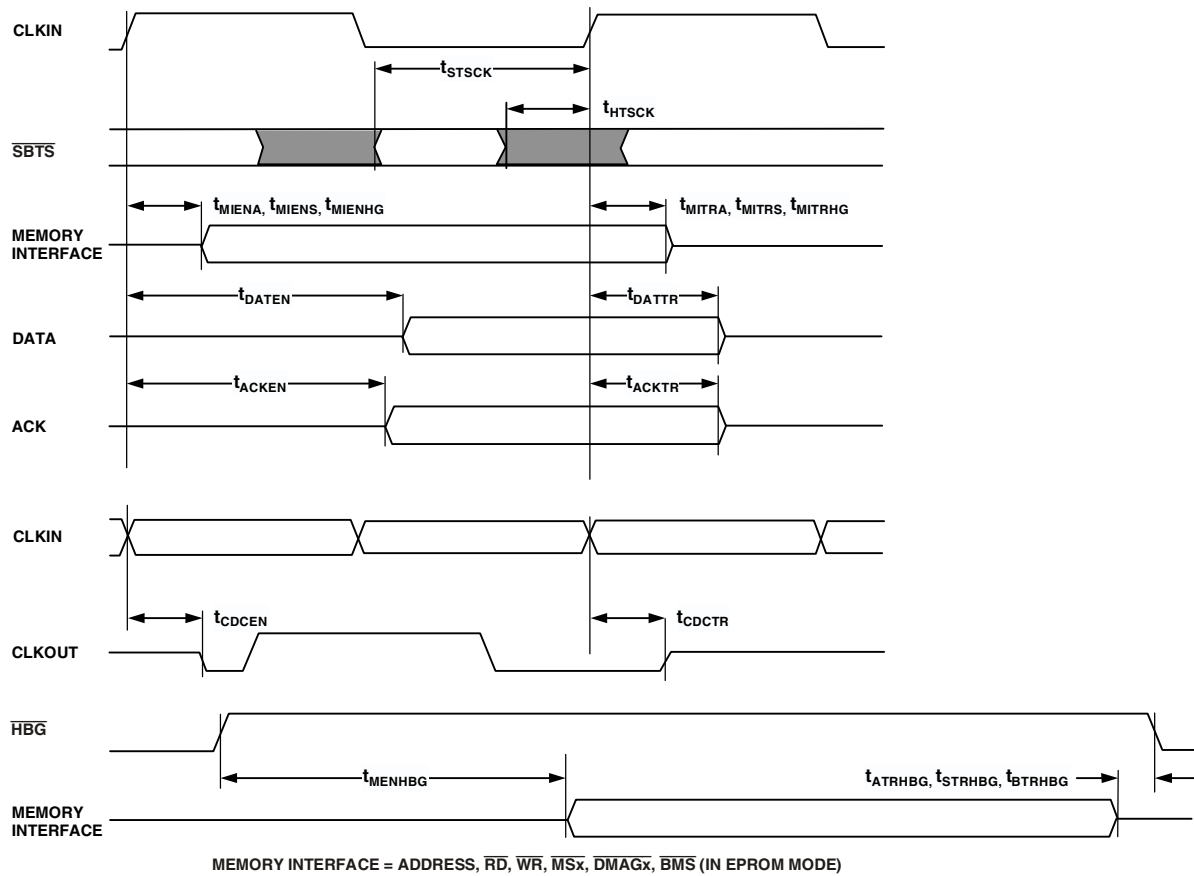 CLKIN
tSTSCK
tHTSCK
SBTS
tMIENA, tMIENS, tMIENHG
tMITRA, tMITRS, tMITRHG
MEMORY
INTERFACE
tDATEN
tDATTR
DATA
tACKEN
tACKTR
ACK
CLKIN
tCDCEN
tCDCTR
CLKOUT
HBG
tMENHBG
tATRHBG, tSTRHBG, tBTRHBG
MEMORY
INTERFACE
MEMORY INTERFACE = ADDRESS, RD, WR, MSx, DMAGx, BMS (IN EPROM MODE)